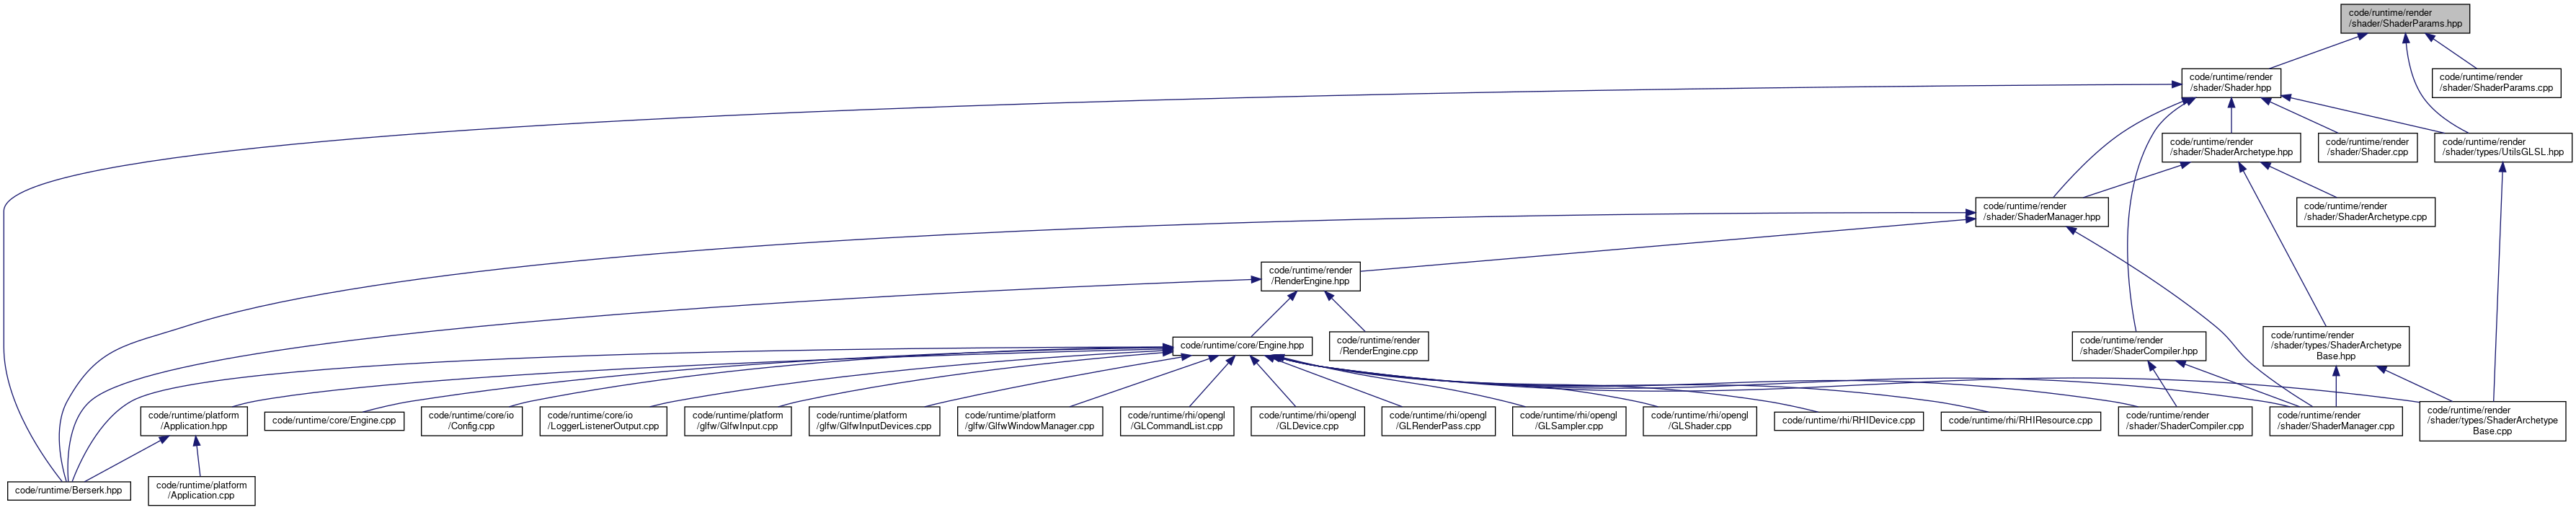 code/runtime/render
/shader/ShaderParams.hpp
code/runtime/render
/shader/Shader.hpp
code/runtime/render
/shader/ShaderParams.cpp
code/runtime/render
/shader/ShaderArchetype.hpp
code/runtime/render
/shader/Shader.cpp
code/runtime/render
/shader/types/UtilsGLSL.hpp
code/runtime/render
/shader/ShaderManager.hpp
code/runtime/render
/shader/ShaderArchetype.cpp
code/runtime/render
/RenderEngine.hpp
code/runtime/core/Engine.hpp
code/runtime/render
/RenderEngine.cpp
code/runtime/render
/shader/ShaderCompiler.hpp
code/runtime/render
/shader/types/ShaderArchetype
Base.hpp
code/runtime/platform
/Application.hpp
code/runtime/core/Engine.cpp
code/runtime/core/io
/Config.cpp
code/runtime/core/io
/LoggerListenerOutput.cpp
code/runtime/platform
/glfw/GlfwInput.cpp
code/runtime/platform
/glfw/GlfwInputDevices.cpp
code/runtime/platform
/glfw/GlfwWindowManager.cpp
code/runtime/rhi/opengl
/GLCommandList.cpp
code/runtime/rhi/opengl
/GLDevice.cpp
code/runtime/rhi/opengl
/GLRenderPass.cpp
code/runtime/rhi/opengl
/GLSampler.cpp
code/runtime/rhi/opengl
/GLShader.cpp
code/runtime/rhi/RHIDevice.cpp
code/runtime/rhi/RHIResource.cpp
code/runtime/render
/shader/ShaderCompiler.cpp
code/runtime/render
/shader/ShaderManager.cpp
code/runtime/render
/shader/types/ShaderArchetype
Base.cpp
code/runtime/Berserk.hpp
code/runtime/platform
/Application.cpp